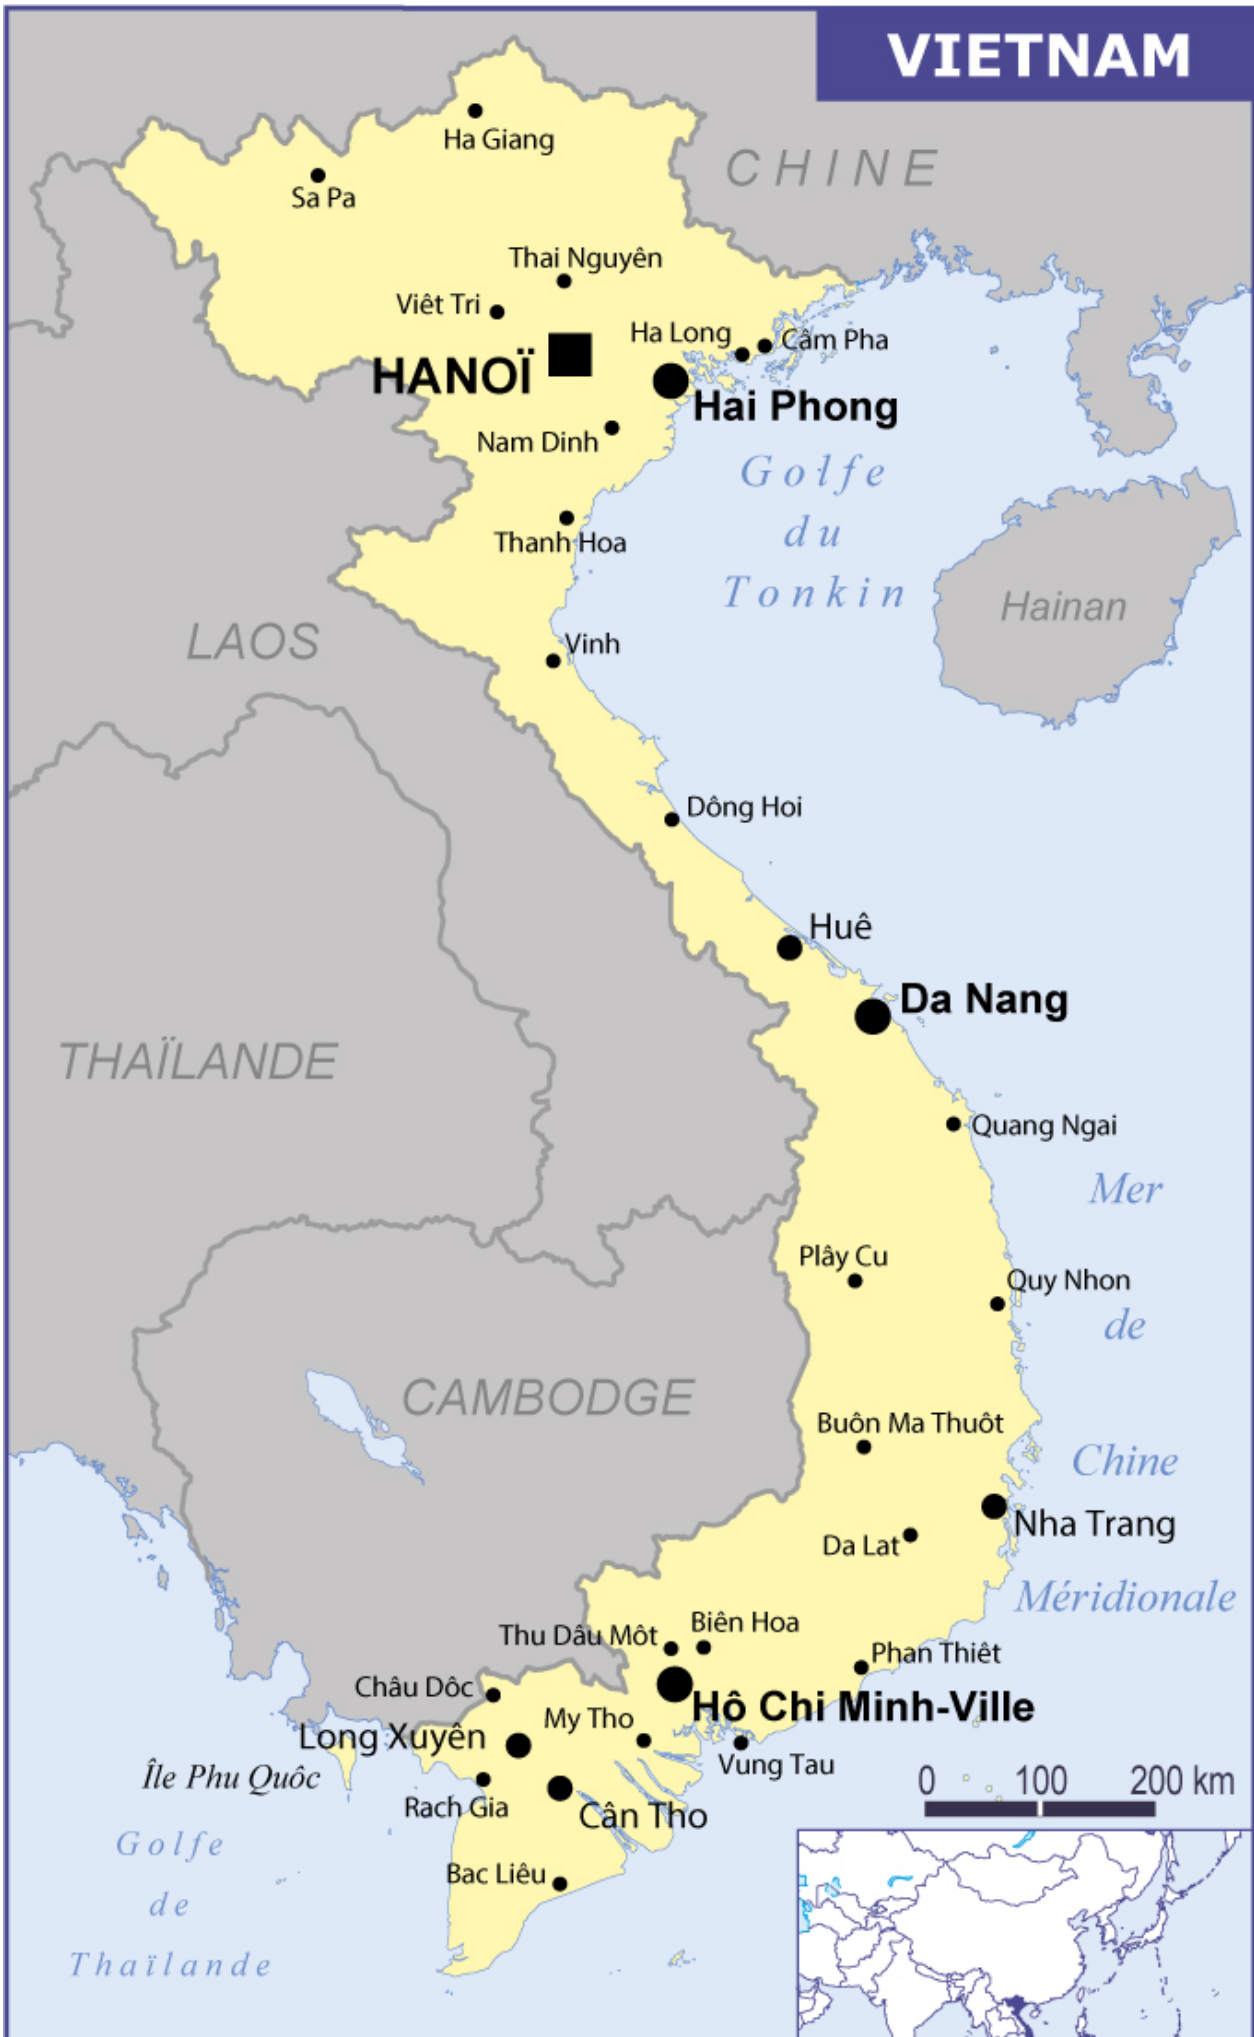 VIETNAM
Ha Giang
CHINE
Sa Pa
Thai Nguyên
Viêt Tri
Ha Long
Câm Pha
HANOÏ
Hai Phong
Nam Dinh
Golfe
du
Tonkin
Thanh Hoa
Hainan
LAOS
Vinh
Dông Hoi
Huê
Da Nang
THAÏLANDE
Quang Ngai
Mer
Plây Cu
Quy Nhon
de
CAMBODGE
Buôn Ma Thuôt
Chine
Nha Trang
Da Lat
Méridionale
Biên Hoa
Thu Dâu Môt
Phan Thiêt
Châu Dôc
Hô Chi Minh-Ville
My Tho
Long Xuyên
Vung Tau
Île Phu Quôc
0 100 200 km
Rach Gia
Cân Tho
Golfe
de
Thaïlande
Bac Liêu